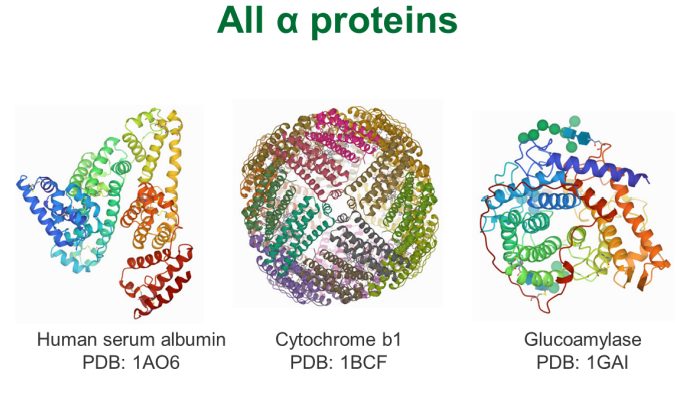 All α proteins
Human serum albumin
PDB: 1AO6
Cytochrome b1
PDB: 1BCF
Glucoamylase
PDB: 1GAI